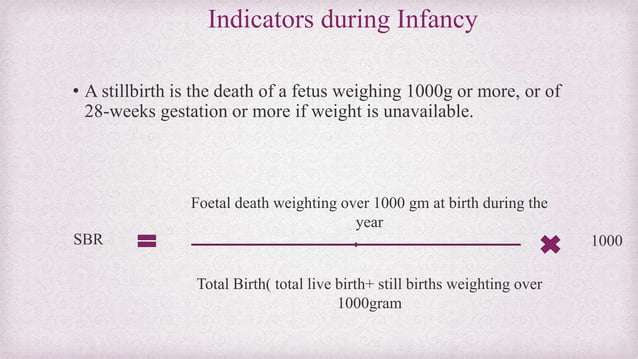 Indicators during Infancy
• A stillbirth is the death of a fetus weighing 1000g or more, or of
28-weeks gestation or more if weight is unavailable.
Foetal death weighting over 1000 gm at birth during the
year
SBR = ✖ 1000
Total Birth( total live birth+ still births weighting over
1000gram